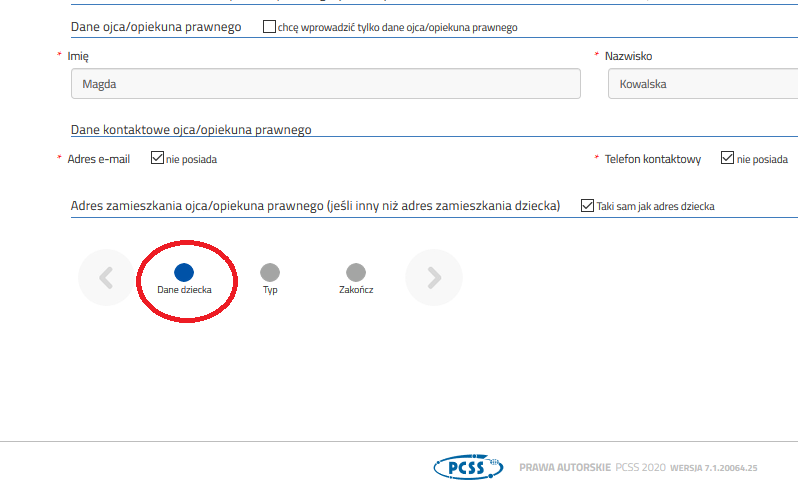 Dane ojca/opiekuna prawnego chcę wprowadzić tylko dane ojca/opiekuna prawnego
* Imię * Nazwisko
Magda Kowalska
Dane kontaktowe ojca/opiekuna prawnego
* Adres e-mail nie posiada * Telefon kontaktowy nie posiada
Adres zamieszkania ojca/opiekuna prawnego (jeśli inny niż adres zamieszkania dziecka) Taki sam jak adres dziecka
Dane dziecka Typ Zakończ
PCSS PRAWA AUTORSKIE PCSS 2020 WERSJA 7.1.20064.25